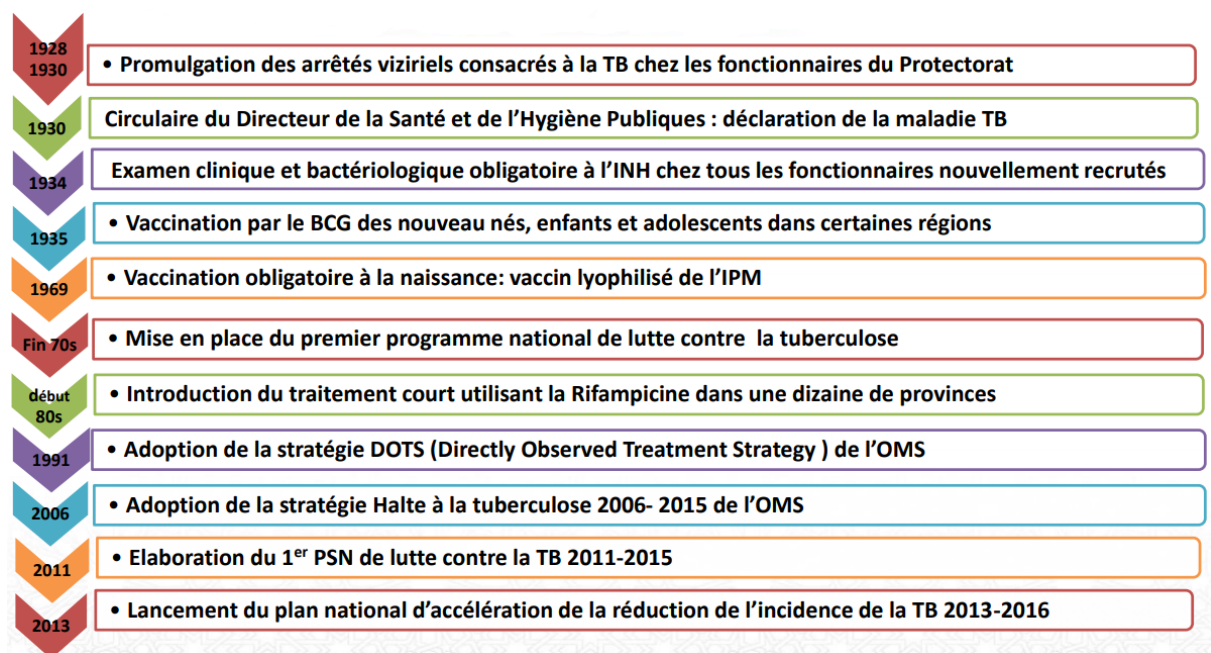 1928
1930
• Promulgation des arrêtés viziriels consacrés à la TB chez les fonctionnaires du Protectorat
1930
Circulaire du Directeur de la Santé et de l'Hygiène Publiques : déclaration de la maladie TB
1934
Examen clinique et bactériologique obligatoire à l'INH chez tous les fonctionnaires nouvellement recrutés
1935
• Vaccination par le BCG des nouveau nés, enfants et adolescents dans certaines régions
1969
• Vaccination obligatoire à la naissance: vaccin lyophilisé de l'IPM
Fin 70s
• Mise en place du premier programme national de lutte contre la tuberculose
début
80s
• Introduction du traitement court utilisant la Rifampicine dans une dizaine de provinces
1991
• Adoption de la stratégie DOTS (Directly Observed Treatment Strategy ) de l'OMS
2006
• Adoption de la stratégie Halte à la tuberculose 2006- 2015 de l'OMS
2011
• Elaboration du 1er PSN de lutte contre la TB 2011-2015
2013
• Lancement du plan national d'accélération de la réduction de l'incidence de la TB 2013-2016